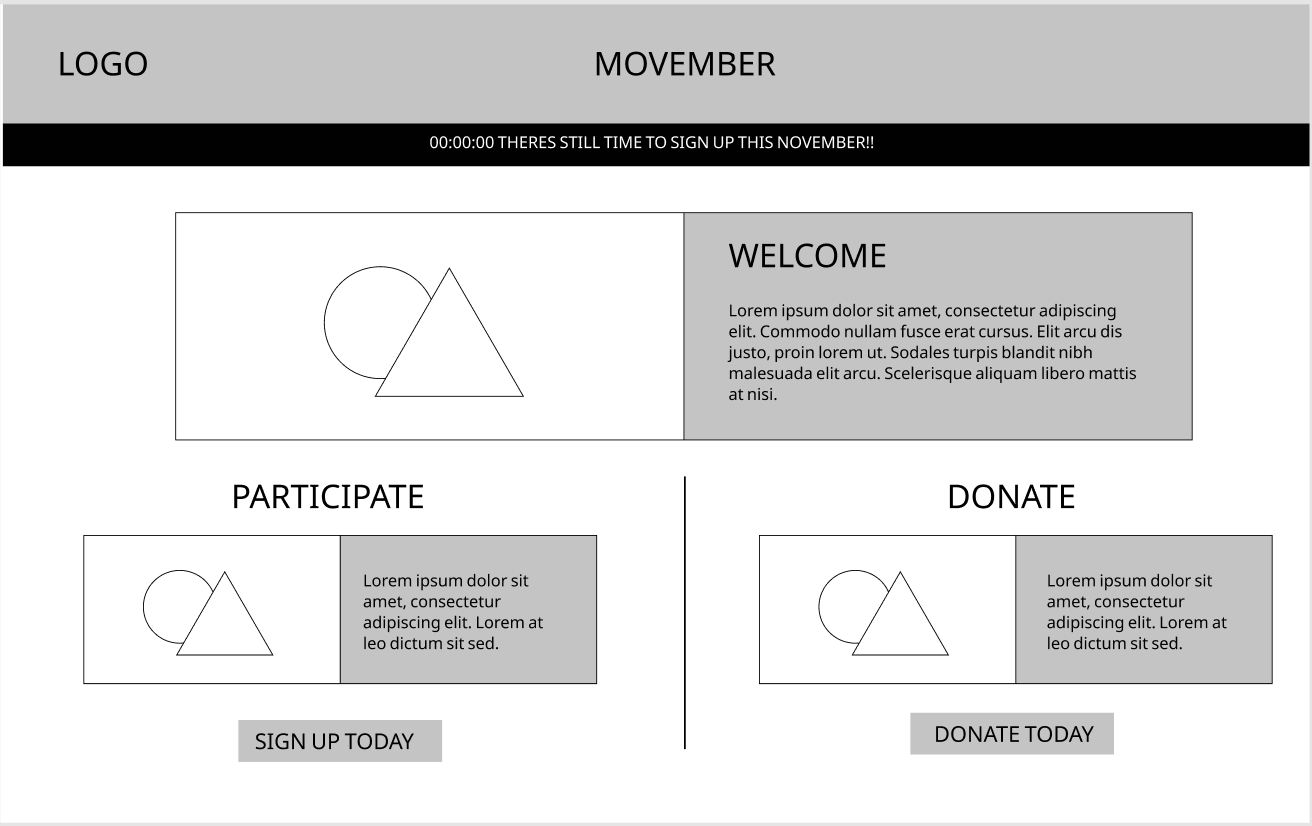 LOGO
MOVEMBER
00:00:00 THERES STILL TIME TO SIGN UP THIS NOVEMBER!!
WELCOME
Lorem ipsum dolor sit amet, consectetur adipiscing
elit. Commodo nullam fusce erat cursus. Elit arcu dis
justo, proin lorem ut. Sodales turpis blandit nibh
malesuada elit arcu. Scelerisque aliquam libero mattis
at nisi.
PARTICIPATE
Lorem ipsum dolor sit
amet, consectetur
adipiscing elit. Lorem at
leo dictum sit sed.
SIGN UP TODAY
DONATE
Lorem ipsum dolor sit
amet, consectetur
adipiscing elit. Lorem at
leo dictum sit sed.
DONATE TODAY